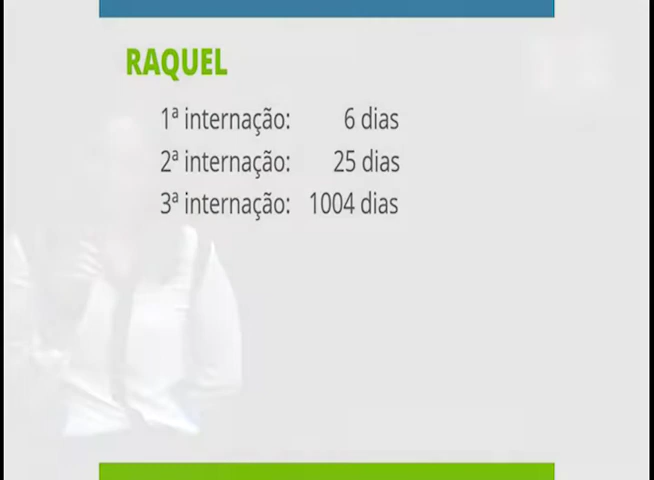 RAQUEL
1ª internação: 6 dias
2ª internação: 25 dias
3ª internação: 1004 dias